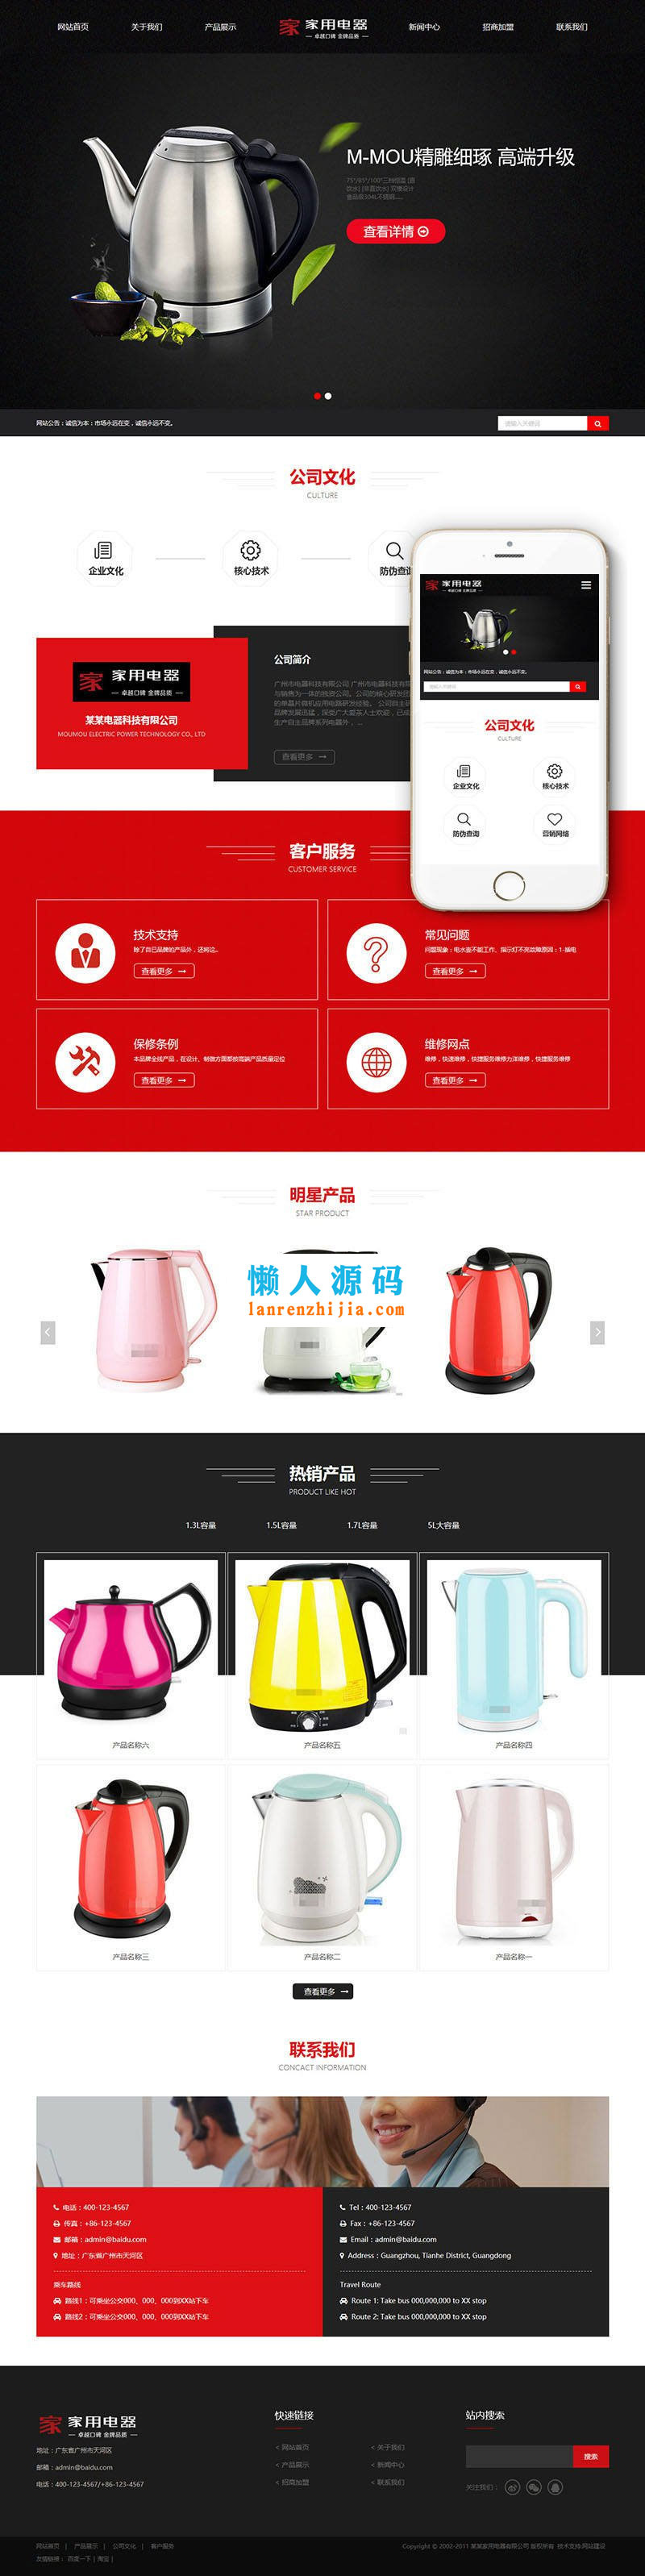 网站首页
关于我们
产品展示
家 家用电器
卓越口碑 金牌品质
新闻中心
招商加盟
联系我们
M-MOU精雕细琢 高端升级
查看详情
网站公告：诚信为本：市场永远在变，诚信永远不变。
请输入关键词
公司文化
CULTURE
企业文化
核心技术
防伪查询
家 家用电器
卓越口碑 金牌品质
某某电器科技有限公司
MOUMOU ELECTRIC POWER TECHNOLOGY CO., LTD
公司简介
广州市电器科技有限公司 广州市电器科技有限
与销售为一体的独资公司。公司的核心研发团
的单晶片微机应用电器研发经验。 公司自主研
品牌发展迅猛，深受广大爱茶人士欢迎，已成
生产自主品牌系列电器外， ...
查看更多
家 家用电器
卓越口碑 金牌品质
网站公告：诚信为本：市场永远在变，诚信永远不变。
请输入关键词
公司文化
CULTURE
企业文化
核心技术
防伪查询
营销网络
客户服务
CUSTOMER SERVICE
技术支持
除了自己品牌的产品外，还将这..
查看更多
常见问题
问题现象：电水壶不能工作、指示灯不亮故障原因：1-插电
查看更多
保修条例
本品牌全线产品，在设计、制做方面都按高端产品质量定位
查看更多
维修网点
维修，快速维修，快捷服务维修力洋维修，快捷服务维修
查看更多
明星产品
STAR PRODUCT
懒人源码
lanrenzhijia.com
热销产品
PRODUCT LIKE HOT
1.3L容量
1.5L容量
1.7L容量
5L大容量
产品名称六
产品名称五
产品名称四
产品名称三
产品名称二
产品名称一
查看更多
联系我们
CONCACT INFORMATION
电话：400-123-4567
传真：+86-123-4567
邮箱：admin@baidu.com
地址：广东省广州市天河区
乘车路线
路线1：可乘坐公交000、000、000到XX站下车
路线2：可乘坐公交000、000、000到XX站下车
Tel：400-123-4567
Fax：+86-123-4567
Email：admin@baidu.com
Address：Guangzhou, Tianhe District, Guangdong
Travel Route
Route 1: Take bus 000,000,000 to XX stop
Route 2: Take bus 000,000,000 to XX stop
家 家用电器
卓越口碑 金牌品质
地址：广东省广州市天河区
邮箱：admin@baidu.com
电话：400-123-4567/+86-123-4567
快速链接
< 网站首页
< 关于我们
< 产品展示
< 新闻中心
< 招商加盟
< 联系我们
站内搜索
搜索
关注我们：
网站首页 | 产品展示 | 公司文化 | 客户服务
Copyright © 2002-2011 某某家用电器有限公司 版权所有 技术支持:网站建设
友情链接： 百度一下 | 淘宝 |